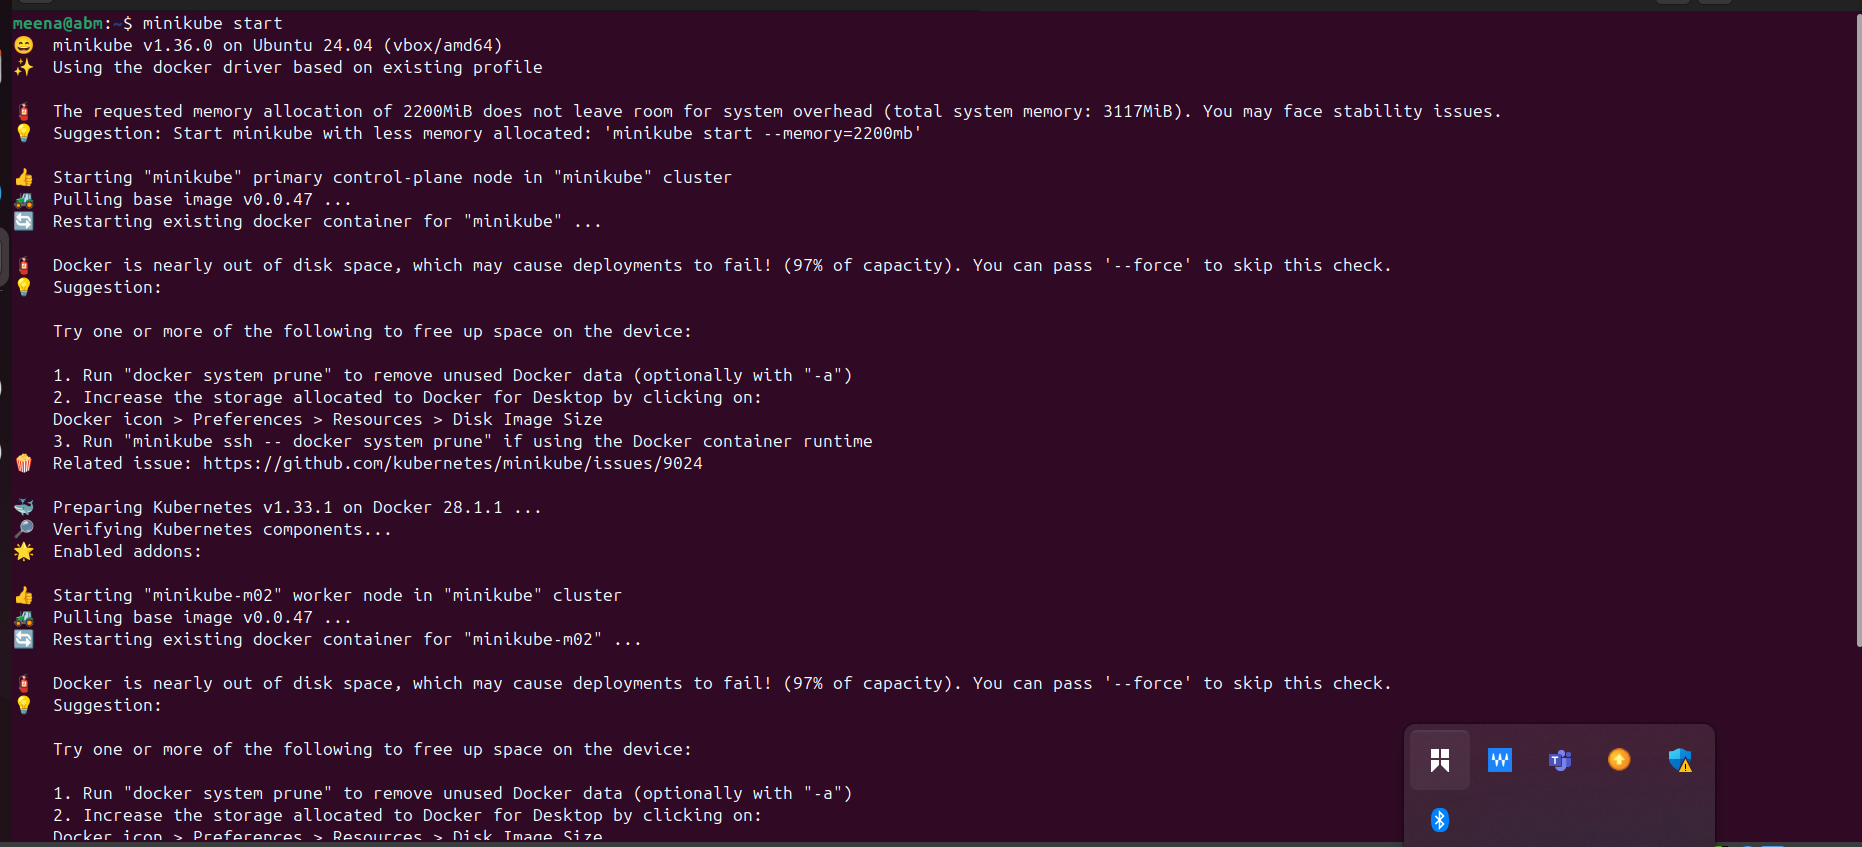 meena@abm:~$ minikube start
minikube v1.36.0 on Ubuntu 24.04 (vbox/amd64)
Using the docker driver based on existing profile
The requested memory allocation of 2200MiB does not leave room for system overhead (total system memory: 3117MiB). You may face stability issues.
Suggestion: Start minikube with less memory allocated: 'minikube start --memory=2200mb'
Starting "minikube" primary control-plane node in "minikube" cluster
Pulling base image v0.0.47 ...
Restarting existing docker container for "minikube" ...
Docker is nearly out of disk space, which may cause deployments to fail! (97% of capacity). You can pass '--force' to skip this check.
Suggestion:
Try one or more of the following to free up space on the device:
1. Run "docker system prune" to remove unused Docker data (optionally with "-a")
2. Increase the storage allocated to Docker for Desktop by clicking on:
Docker icon > Preferences > Resources > Disk Image Size
3. Run "minikube ssh -- docker system prune" if using the Docker container runtime
Related issue: https://github.com/kubernetes/minikube/issues/9024
Preparing Kubernetes v1.33.1 on Docker 28.1.1 ...
Verifying Kubernetes components...
Enabled addons:
Starting "minikube-m02" worker node in "minikube" cluster
Pulling base image v0.0.47 ...
Restarting existing docker container for "minikube-m02" ...
Docker is nearly out of disk space, which may cause deployments to fail! (97% of capacity). You can pass '--force' to skip this check.
Suggestion:
Try one or more of the following to free up space on the device:
1. Run "docker system prune" to remove unused Docker data (optionally with "-a")
2. Increase the storage allocated to Docker for Desktop by clicking on:
Docker icon > Preferences > Resources > Disk Image Size